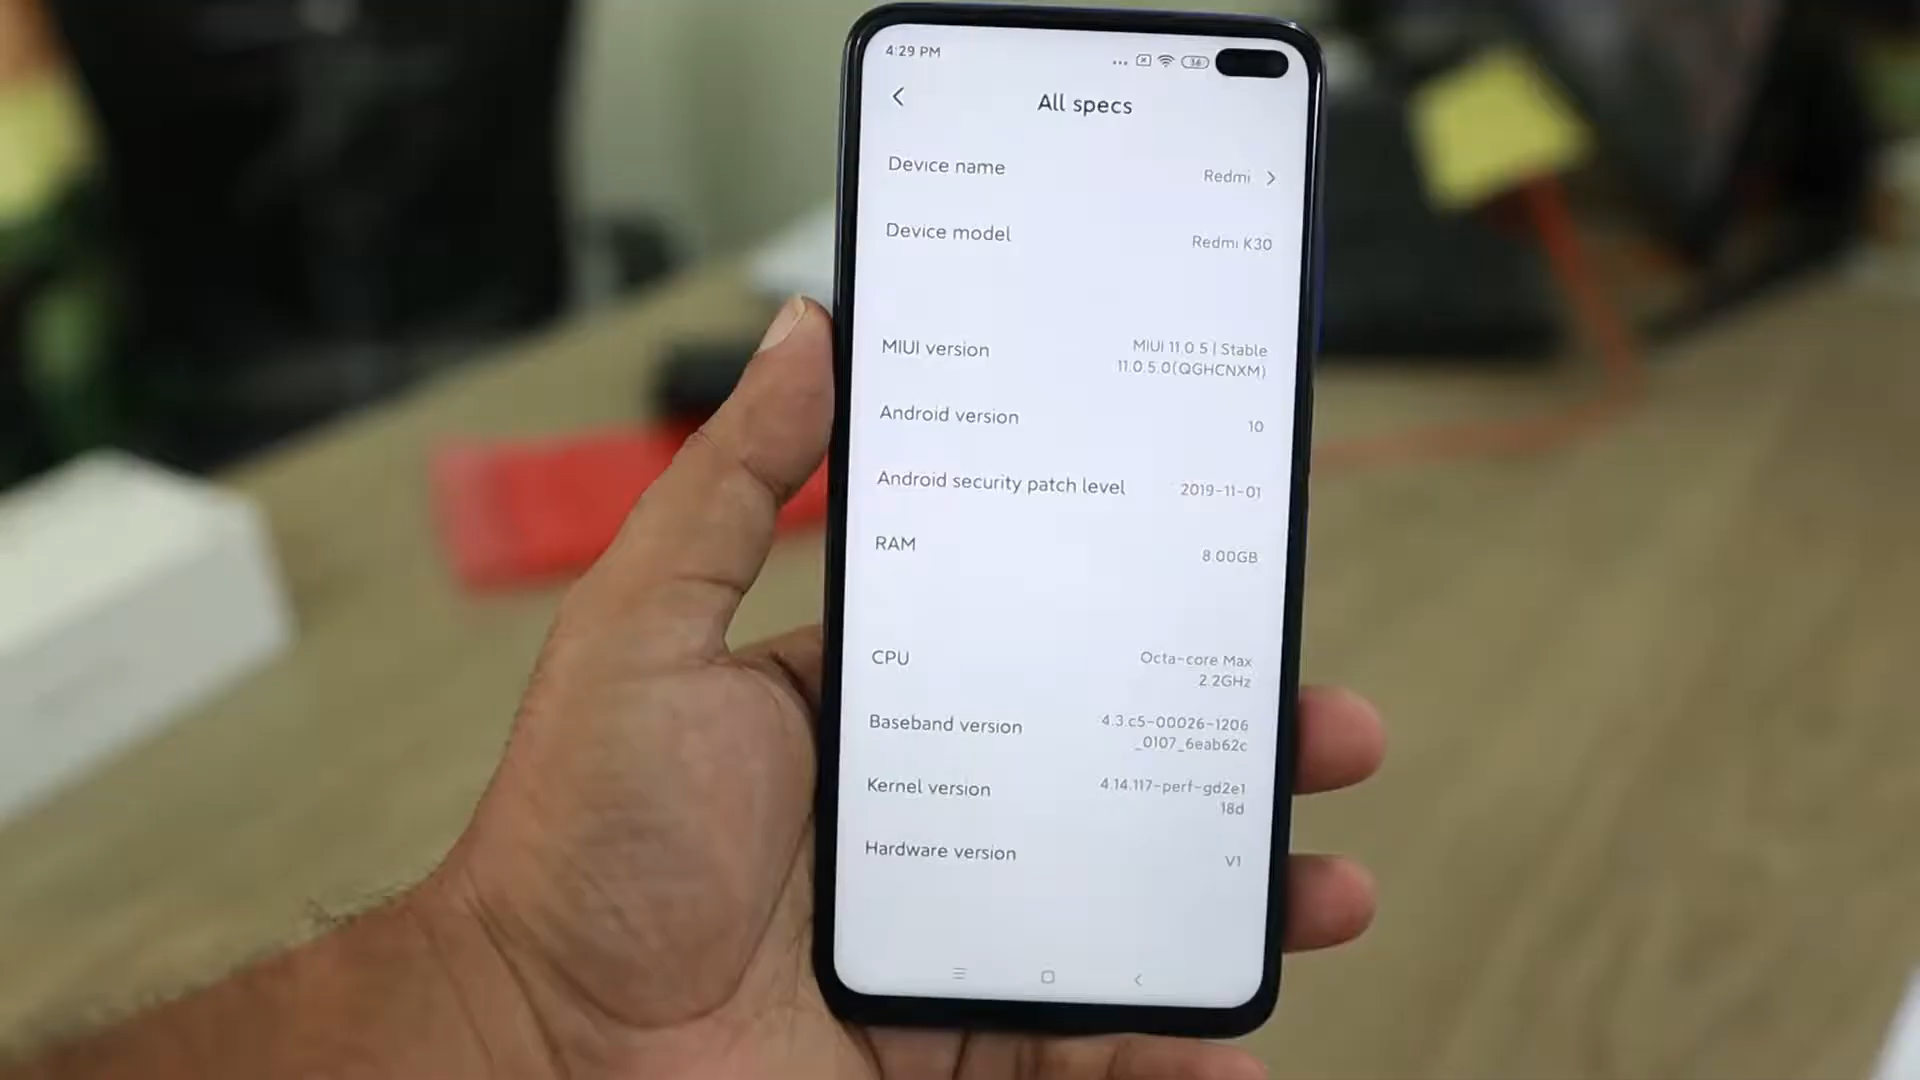 4:29 PM
All specs
Device name
Redmi
Device model
Redmi K30
MIUI version
MIUI 11.0.5 | Stable
11.0.5.0(QGHCNXM)
Android version
10
Android security patch level
2019-11-01
RAM
8.00GB
CPU
Octa-core Max
2.2GHz
Baseband version
4.3.c5-00026-1206
_0107_6eab62c
Kernel version
4.14.117-perf-gd2e1
18d
Hardware version
V1